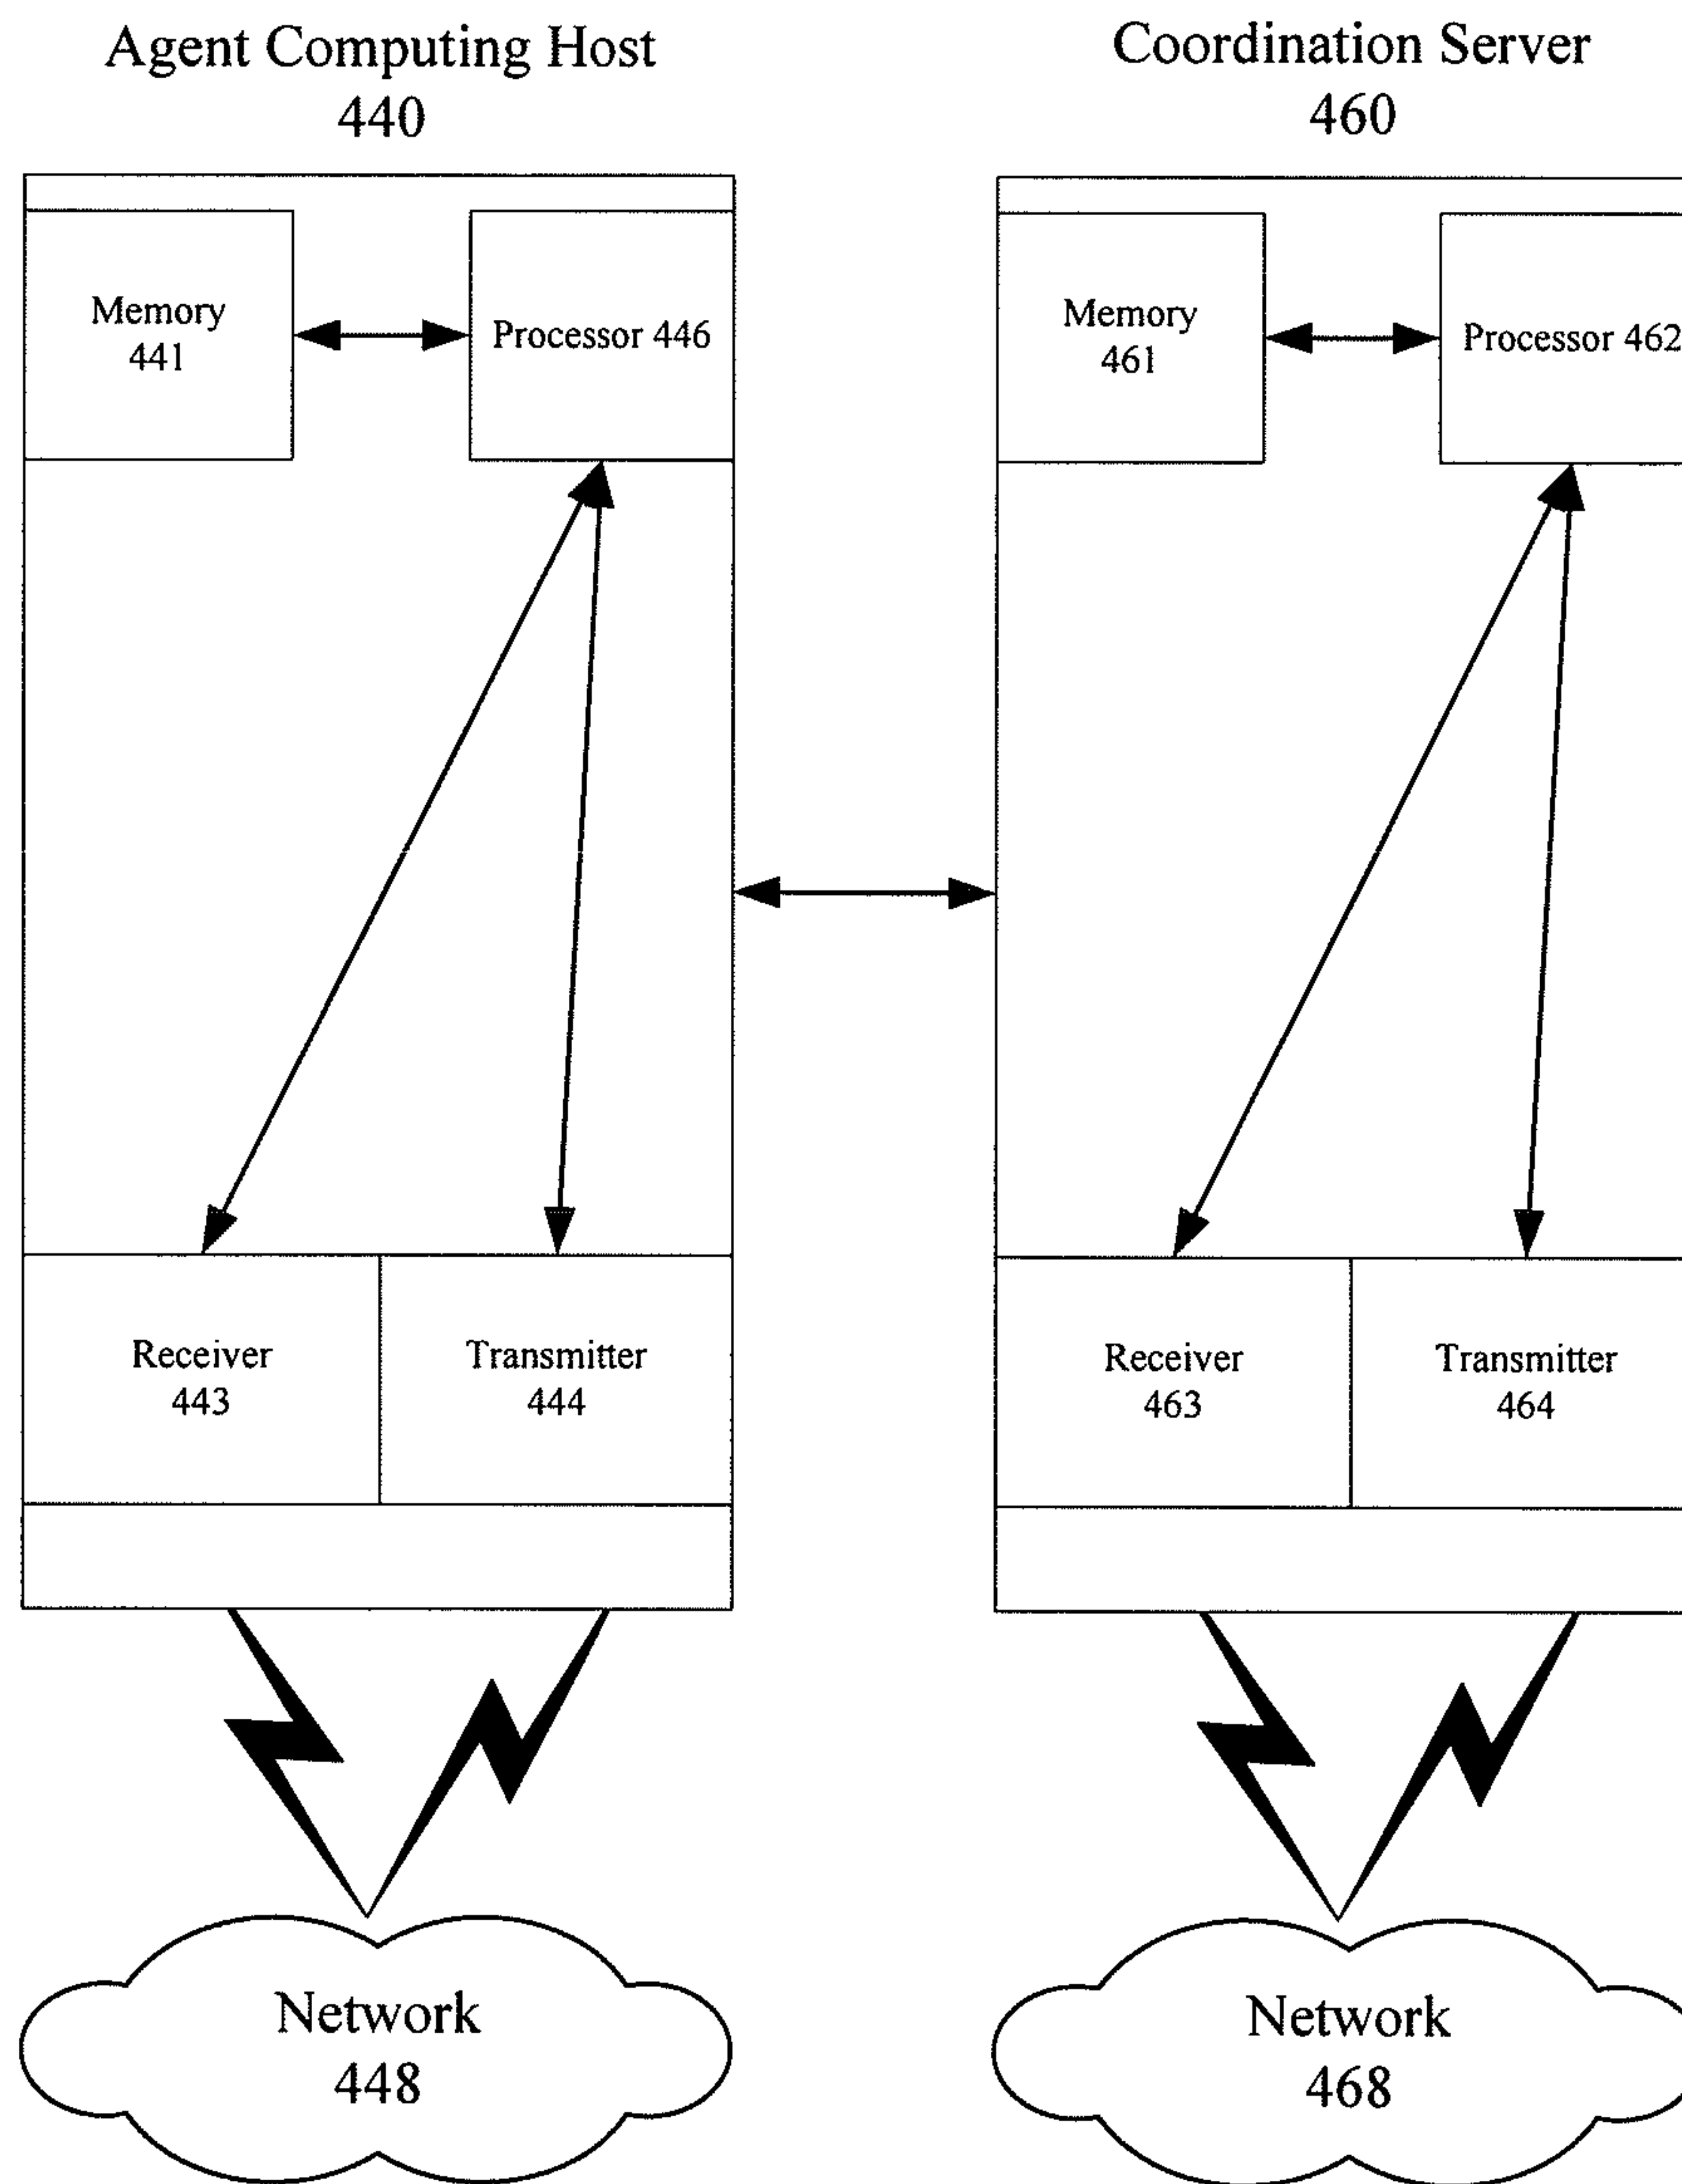 Agent Computing Host
440
Memory
441
Processor 446
Receiver
443
Transmitter
444
Network
448
Coordination Server
460
Memory
461
Processor 462
Receiver
463
Transmitter
464
Network
468